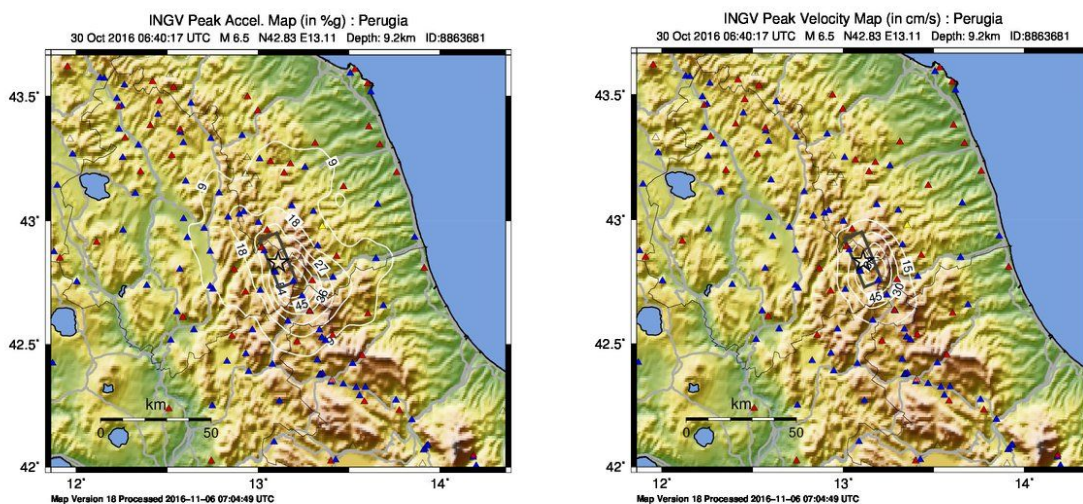 INGV Peak Accel. Map (in %g) : Perugia
30 Oct 2016 06:40:17 UTC M 6.5 N42.83 E13.11 Depth: 9.2km ID:8863681
43.5˚
43˚
42.5˚
42˚
12˚ 13˚ 14˚
9
9
18
18
27
36
45
54
km
0 50
Map Version 18 Processed 2016−11−06 07:04:49 UTC
INGV Peak Velocity Map (in cm/s) : Perugia
30 Oct 2016 06:40:17 UTC M 6.5 N42.83 E13.11 Depth: 9.2km ID:8863681
43.5˚
43˚
42.5˚
42˚
12˚ 13˚ 14˚
15
30
45
km
0 50
Map Version 18 Processed 2016−11−06 07:04:49 UTC